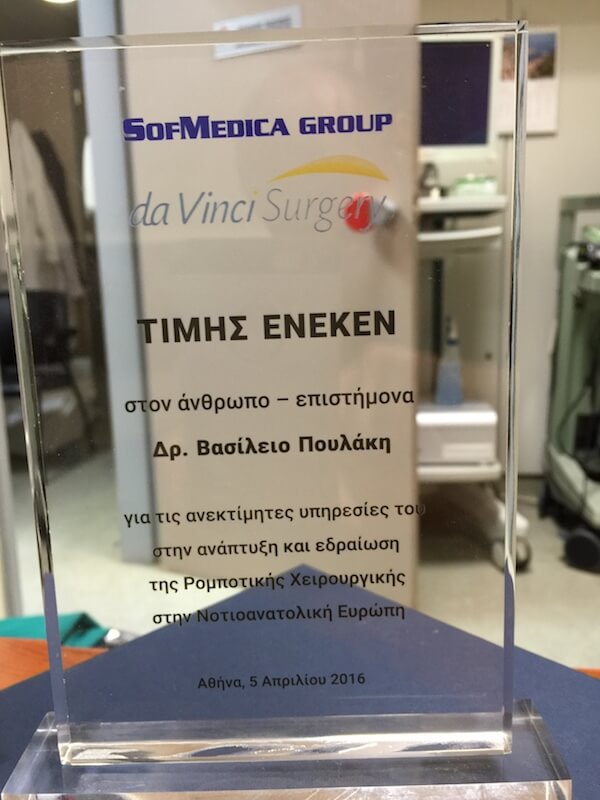 SOFMEDICA GROUP
da Vinci Surgery
ΤΙΜΗΣ ΕΝΕΚΕΝ
στον άνθρωπο – επιστήμονα
Δρ. Βασίλειο Πουλάκη
για τις ανεκτίμητες υπηρεσίες του
στην ανάπτυξη και εδραίωση
της Ρομποτικής Χειρουργικής
στην Νοτιοανατολική Ευρώπη
Αθήνα, 5 Απριλίου 2016